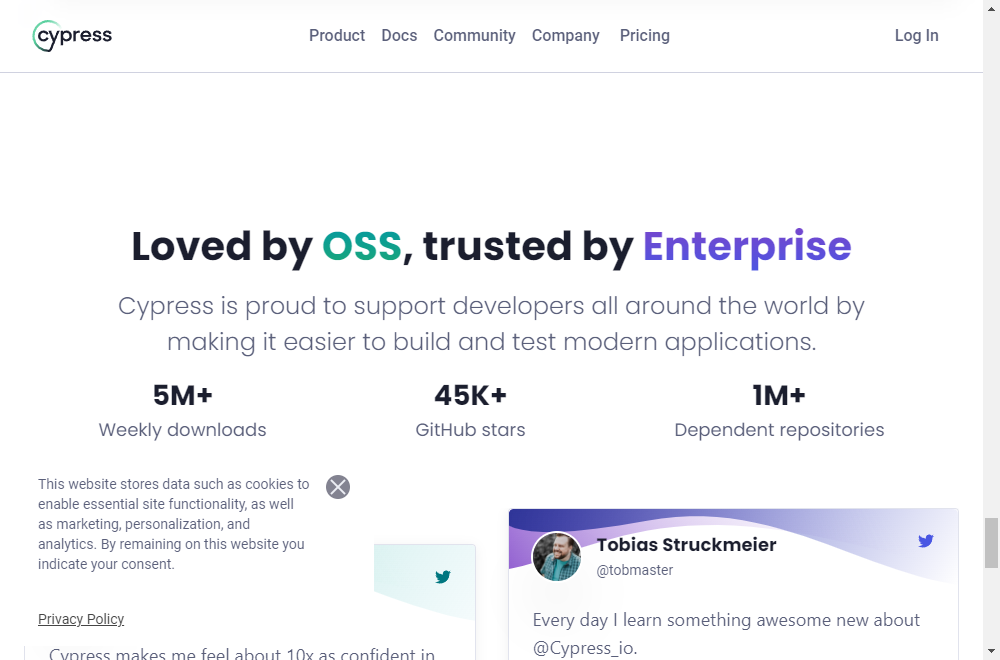 cypress
Product Docs Community Company Pricing Log In
Loved by OSS, trusted by Enterprise
Cypress is proud to support developers all around the world by
making it easier to build and test modern applications.
5M+ 45K+ 1M+
Weekly downloads GitHub stars Dependent repositories
This website stores data such as cookies to
enable essential site functionality, as well
as marketing, personalization, and
analytics. By remaining on this website you
indicate your consent.
Privacy Policy
Cypress makes me feel about 10x as confident in
Tobias Struckmeier
@tobmaster
Every day I learn something awesome new about
@Cypress_io.